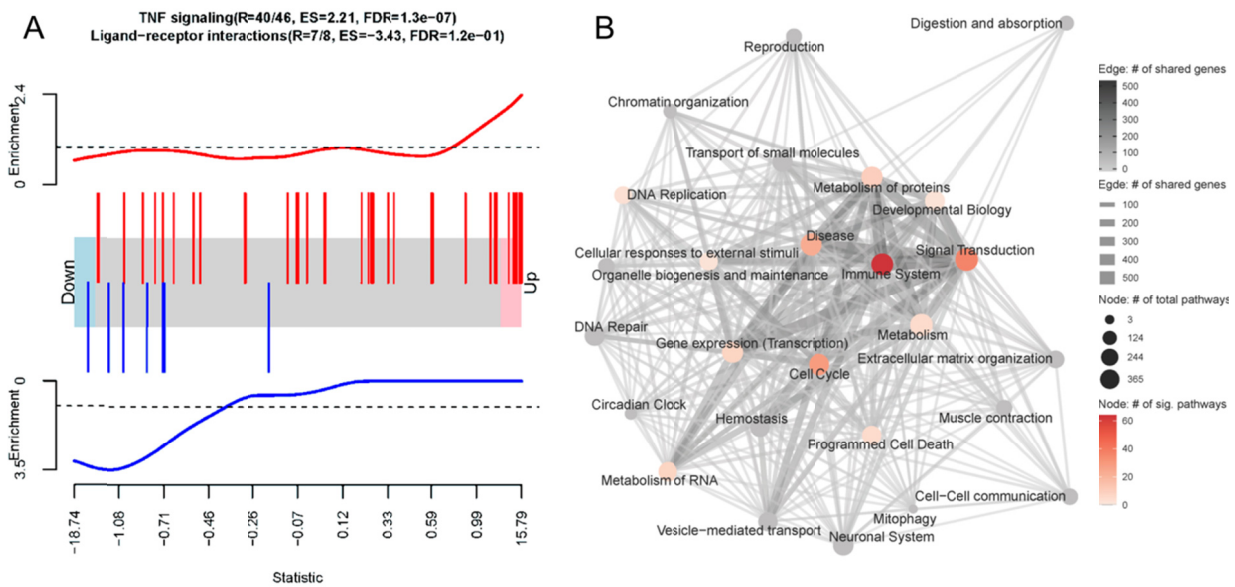 A
TNF signaling(R=40/46, ES=2.21, FDR=1.3e−07)
Ligand−receptor interactions(R=7/8, ES=−3.43, FDR=1.2e−01)
Enrichment
0
2.4
Down
Up
Enrichment
3.5
0
−18.74
−1.08
−0.71
−0.46
−0.26
−0.07
0.12
0.33
0.59
0.99
15.79
Statistic
B
Digestion and absorption
Reproduction
Chromatin organization
Transport of small molecules
Metabolism of proteins
DNA Replication
Developmental Biology
Disease
Cellular responses to external stimuli
Signal Transduction
Organelle biogenesis and maintenance
Immune System
DNA Repair
Metabolism
Gene expression (Transcription)
Extracellular matrix organization
Cell Cycle
Circadian Clock
Hemostasis
Muscle contraction
Programmed Cell Death
Metabolism of RNA
Cell−Cell communication
Mitophagy
Vesicle−mediated transport
Neuronal System
Edge: # of shared genes
500
400
300
200
100
0
Egde: # of shared genes
100
200
300
400
500
Node: # of total pathways
3
124
244
365
Node: # of sig. pathways
60
40
20
0